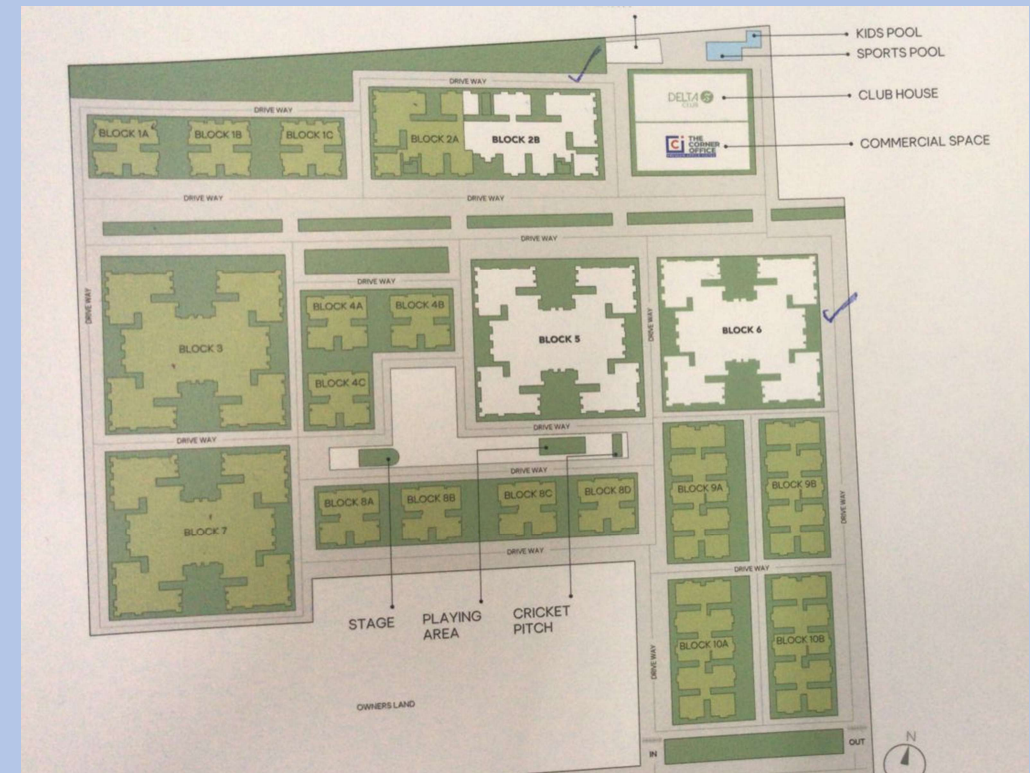 KIDS POOL
SPORTS POOL
DRIVE WAY
DELTA
CLUB
CLUB HOUSE
DRIVE WAY
BLOCK 1A
BLOCK 1B
BLOCK 1C
BLOCK 2A
BLOCK 2B
THE
CORNER
OFFICE
COMMERCIAL SPACE
DRIVE WAY
DRIVE WAY
DRIVE WAY
DRIVE WAY
DRIVE WAY
BLOCK 4A
BLOCK 4B
DRIVE WAY
BLOCK 3
BLOCK 5
BLOCK 6
BLOCK 4C
DRIVE WAY
DRIVE WAY
DRIVE WAY
BLOCK 8A
BLOCK 8B
BLOCK 8C
BLOCK 8D
BLOCK 9A
BLOCK 9B
DRIVE WAY
BLOCK 7
DRIVE WAY
DRIVE WAY
STAGE
PLAYING
AREA
CRICKET
PITCH
BLOCK 10A
BLOCK 10B
DRIVE WAY
OWNERS LAND
IN
OUT
N